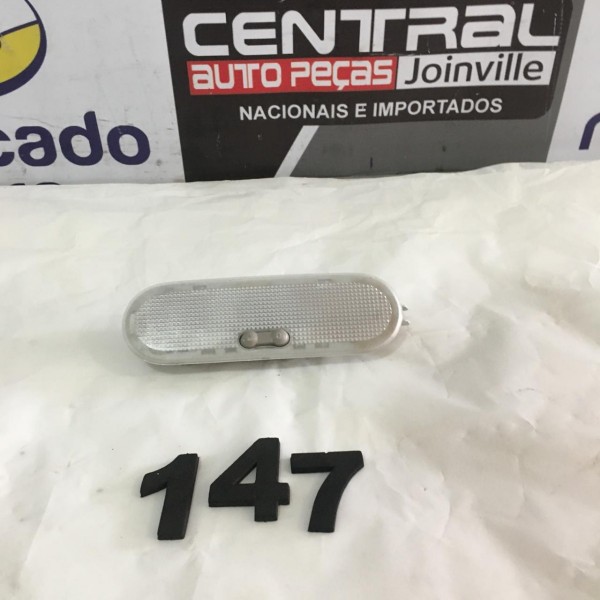 CENTRAL
AUTO PEÇAS Joinville
NACIONAIS E IMPORTADOS
cado
147